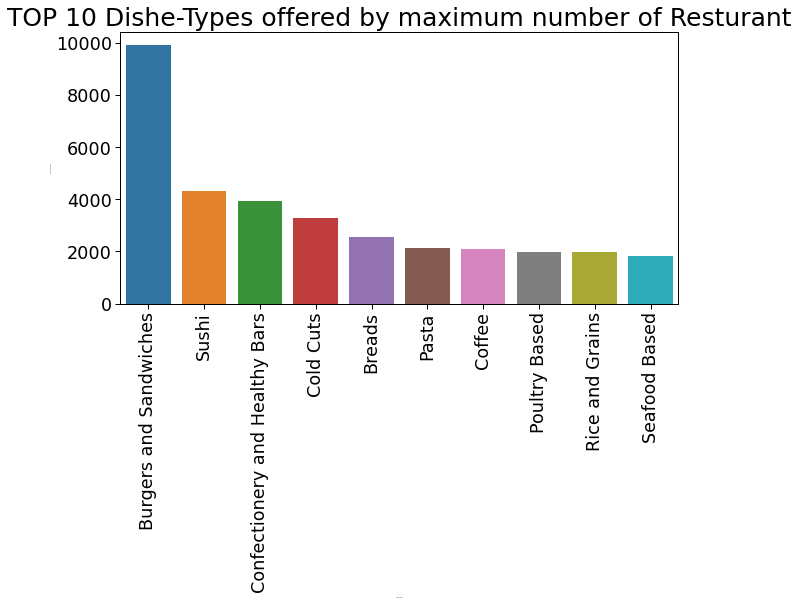 TOP 10 Dishe-Types offered by maximum number of Resturant
10000
8000
6000
4000
2000
0
Burgers and Sandwiches
Sushi
Confectionery and Healthy Bars
Cold Cuts
Breads
Pasta
Coffee
Poultry Based
Rice and Grains
Seafood Based